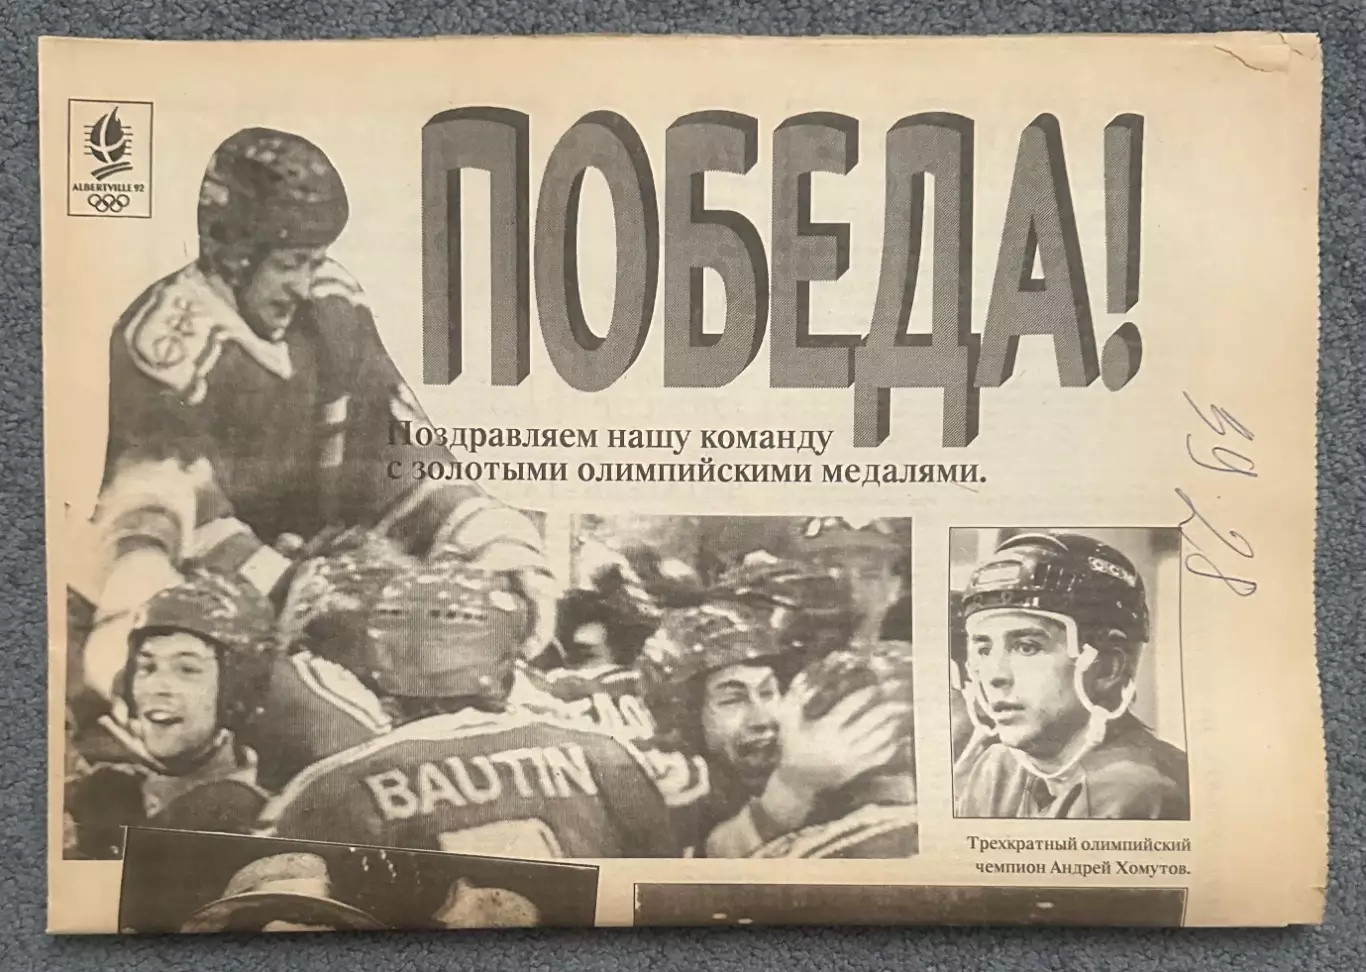 ALBERTVILLE 92
ПОБЕДА!
Поздравляем нашу команду
с золотыми олимпийскими медалями.
BAUTIN
Трехкратный олимпийский
чемпион Андрей Хомутов.